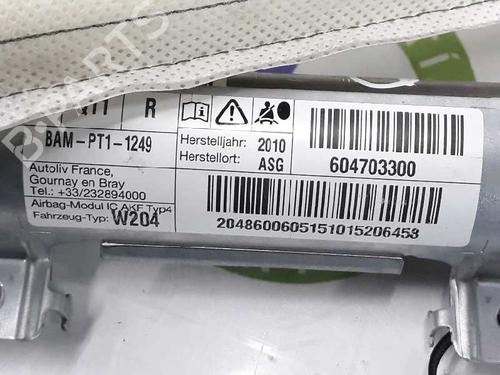 R
BAM-PT1-1249
Autoliv France,
Gournay en Bray
Tel.: +33/232894000
Airbag-Modul IC AKF Typ4
Fahrzeug-Typ: W204
Herstelljahr: 2010
Herstellort: ASG
604703300
2048600605151015206453